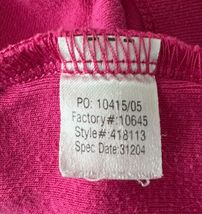 PO: 10415/05
Factory#:10645
Style#:418113
Spec Date:31204